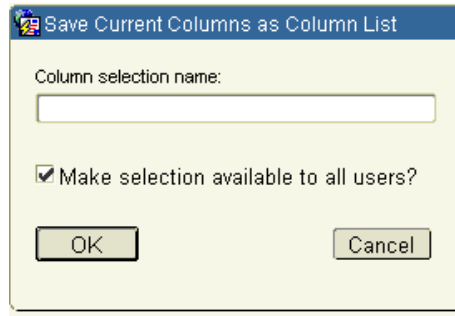 Save Current Columns as Column List
Column selection name:
Make selection available to all users?
OK
Cancel